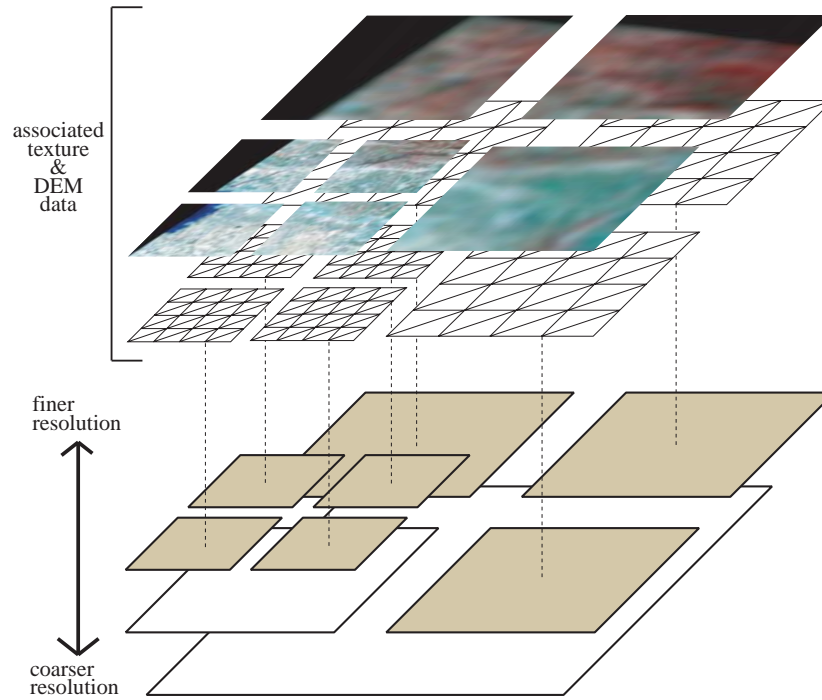 associated
texture
&
DEM
data
finer
resolution
coarser
resolution